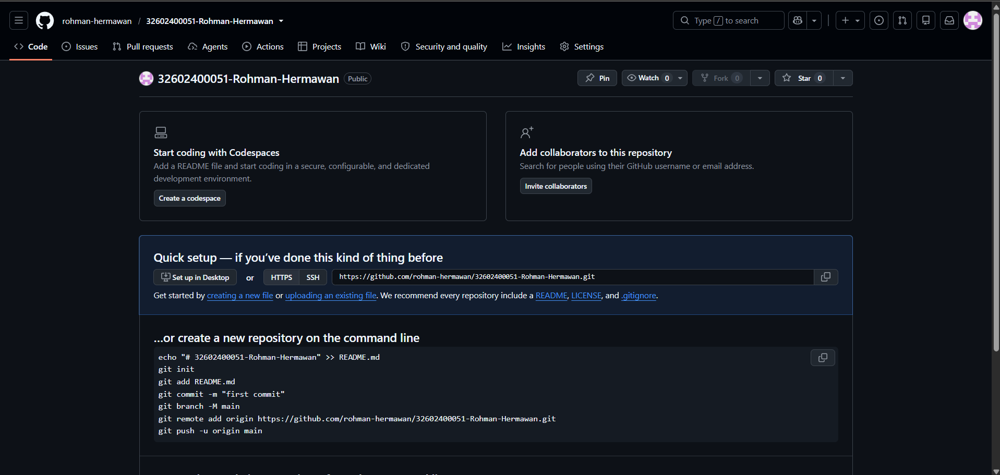 rohman-hermawan / 32602400051-Rohman-Hermawan
Type / to search
Code Issues Pull requests Agents Actions Projects Wiki Security and quality Insights Settings
32602400051-Rohman-Hermawan Public
Pin Watch 0 Fork 0 Star 0
Start coding with Codespaces
Add a README file and start coding in a secure, configurable, and dedicated
development environment.
Create a codespace
Add collaborators to this repository
Search for people using their GitHub username or email address.
Invite collaborators
Quick setup — if you’ve done this kind of thing before
Set up in Desktop or HTTPS SSH https://github.com/rohman-hermawan/32602400051-Rohman-Hermawan.git
Get started by creating a new file or uploading an existing file. We recommend every repository include a README, LICENSE, and .gitignore.
…or create a new repository on the command line
echo "# 32602400051-Rohman-Hermawan" >> README.md
git init
git add README.md
git commit -m "first commit"
git branch -M main
git remote add origin https://github.com/rohman-hermawan/32602400051-Rohman-Hermawan.git
git push -u origin main